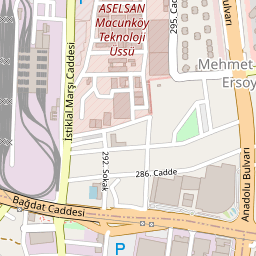 ASELSAN
Macunköy
Teknoloji
Üssü
295. Cad
Bulvarı
Mehmet
Ersoy
İstiklal Marşı Caddesi
292. Sokak
286. Cadde
Bağdat Caddesi
Anadolu Bulvarı
P